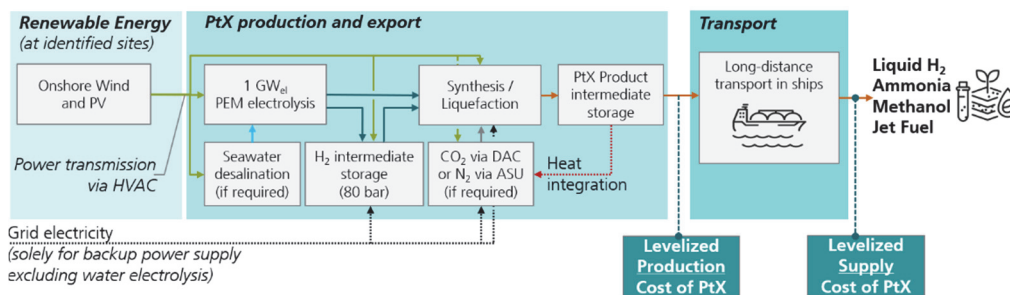 Renewable Energy
(at identified sites)
Onshore Wind
and PV
Power transmission
via HVAC
PtX production and export
1 GWel
PEM electrolysis
Synthesis /
Liquefaction
PtX Product
intermediate
storage
Seawater
desalination
(if required)
H₂ intermediate
storage
(80 bar)
CO₂ via DAC
or N₂ via ASU
(if required)
Heat
integration
Transport
Long-distance
transport in ships
Liquid H₂
Ammonia
Methanol
Jet Fuel
Grid electricity
(solely for backup power supply
excluding water electrolysis)
Levelized
Production
Cost of PtX
Levelized
Supply
Cost of PtX